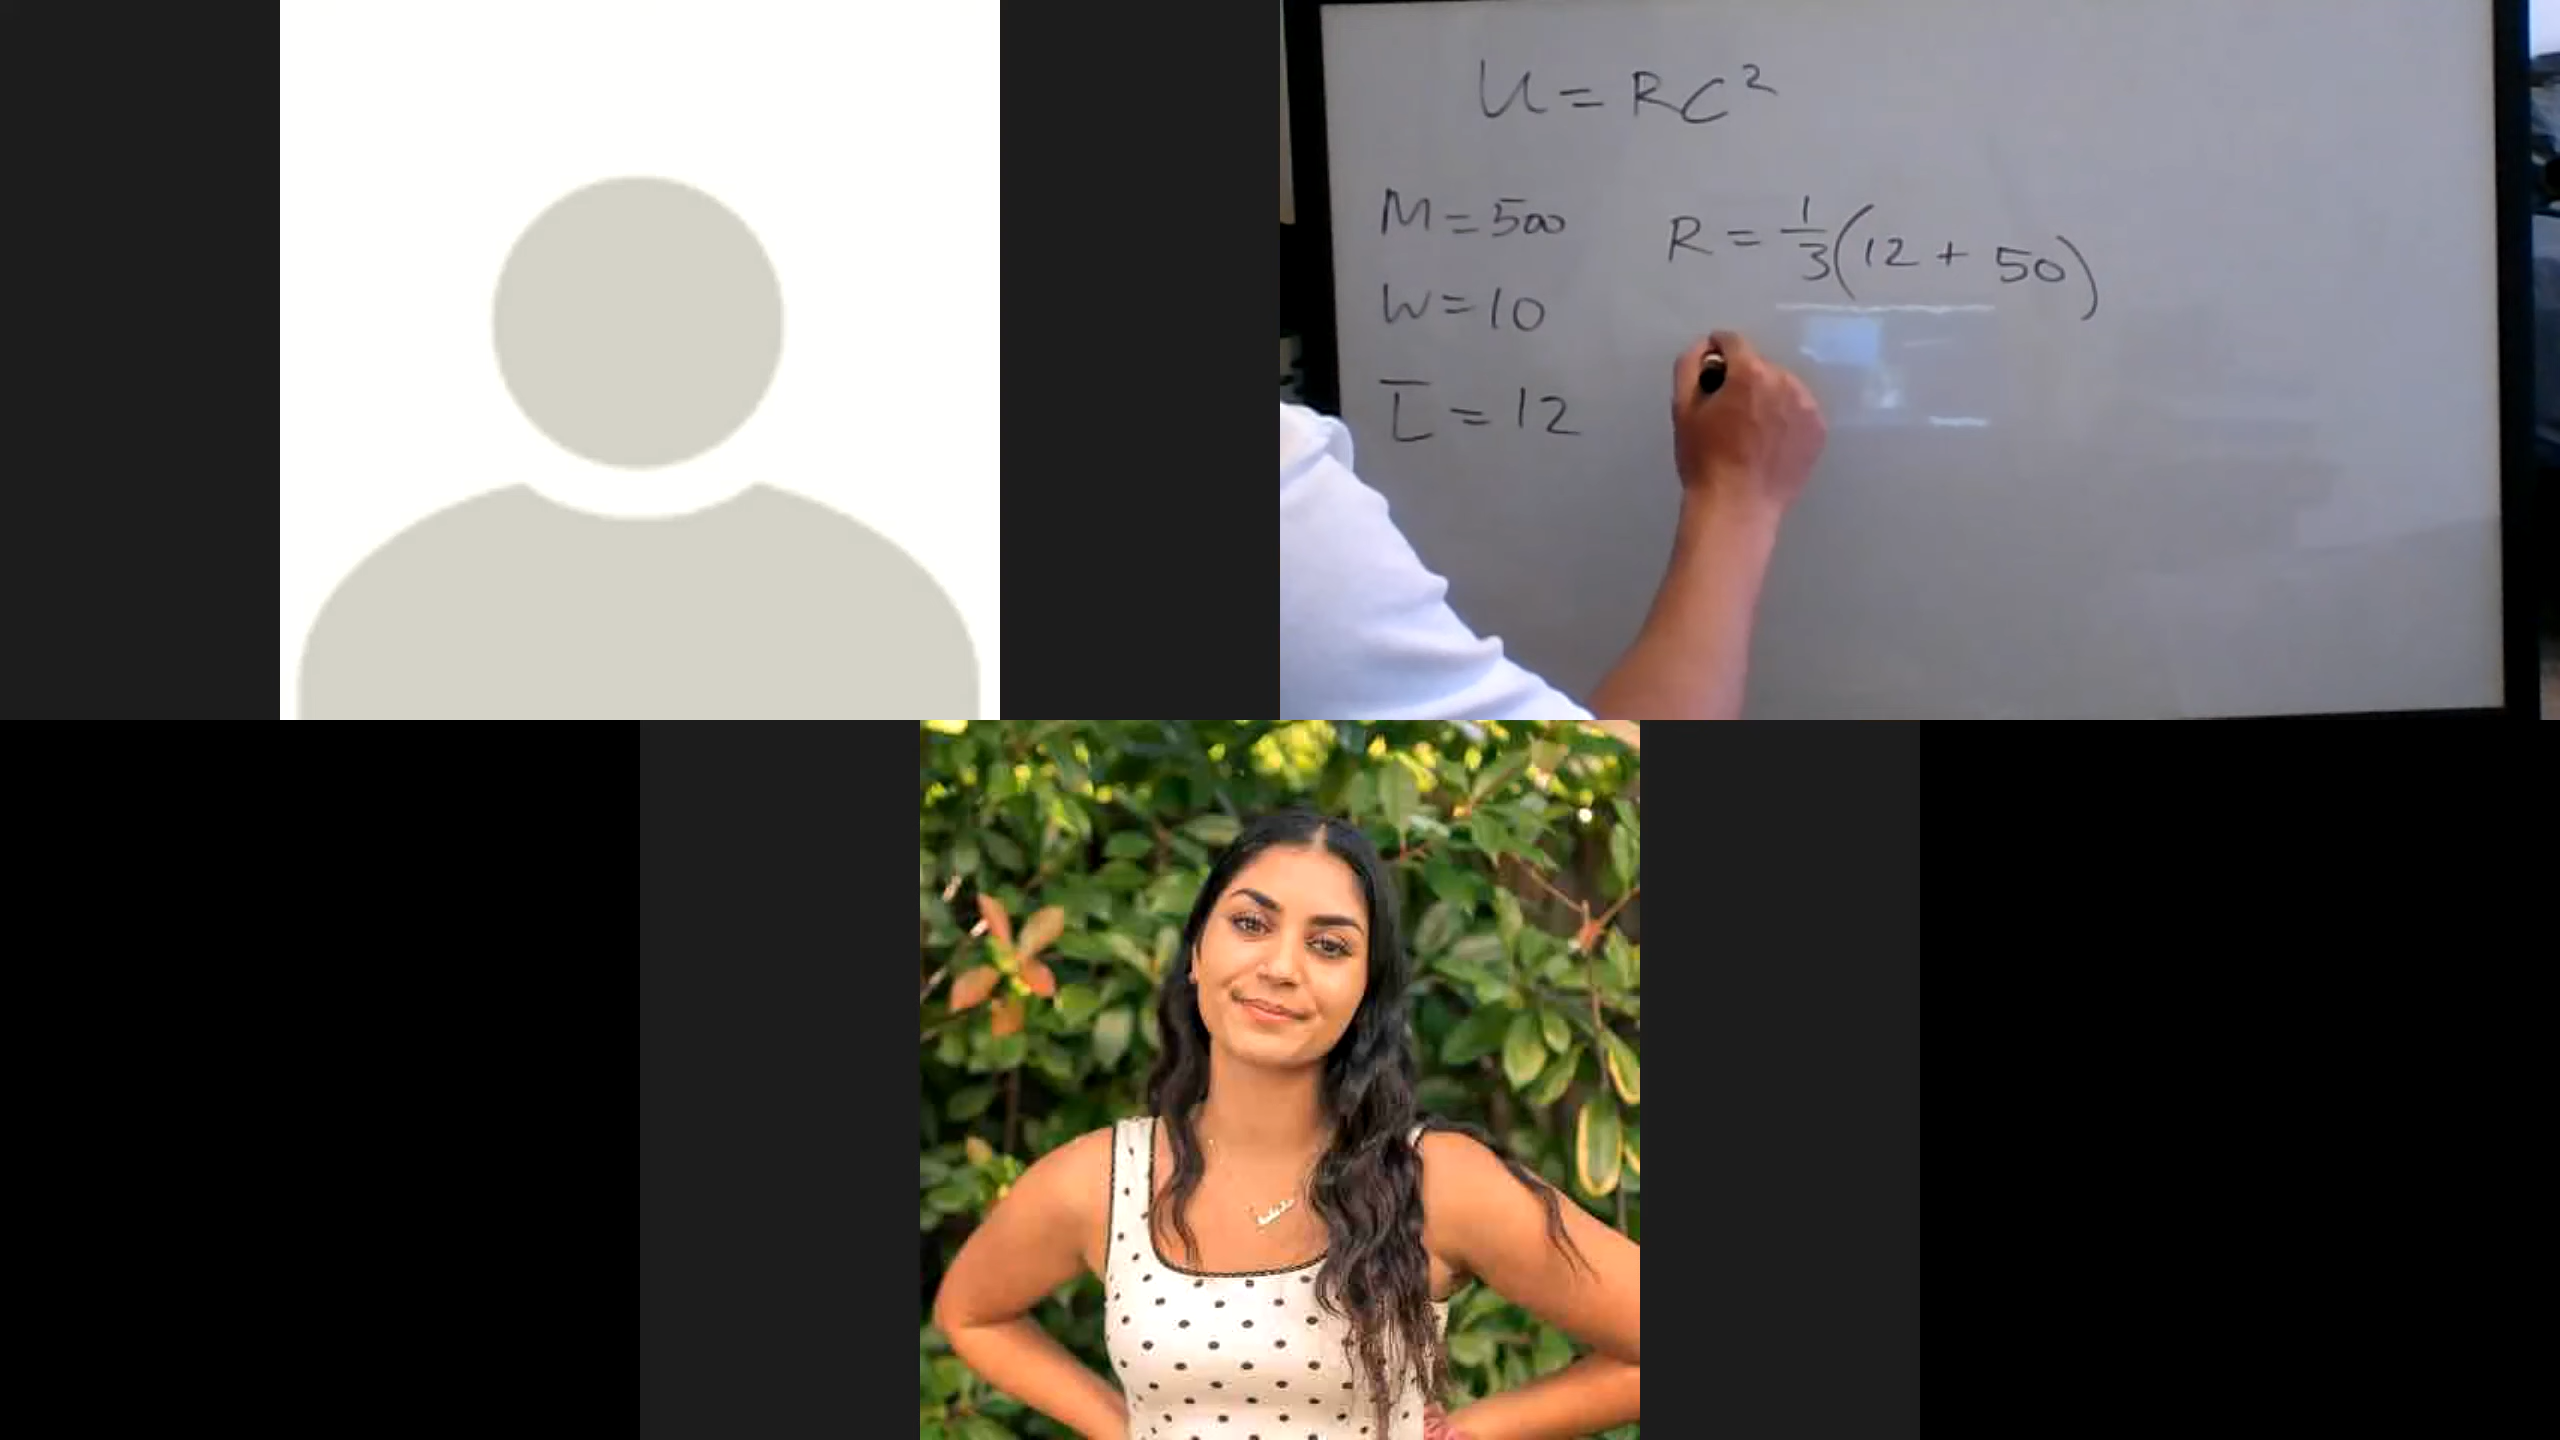 U = RC²
M = 500
R = 1/3 (12 + 50)
W = 10
L̅ = 12